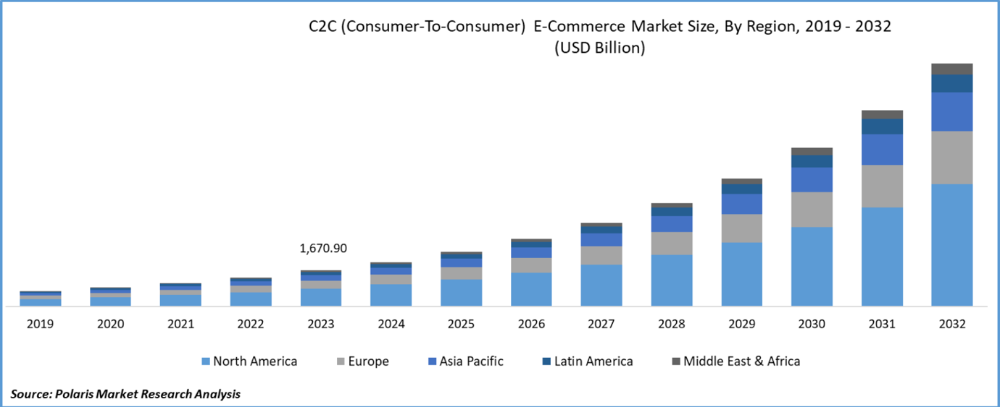 C2C (Consumer-To-Consumer) E-Commerce Market Size, By Region, 2019 - 2032
(USD Billion)
1,670.90
2019 2020 2021 2022 2023 2024 2025 2026 2027 2028 2029 2030 2031 2032
North America Europe Asia Pacific Latin America Middle East & Africa
Source: Polaris Market Research Analysis